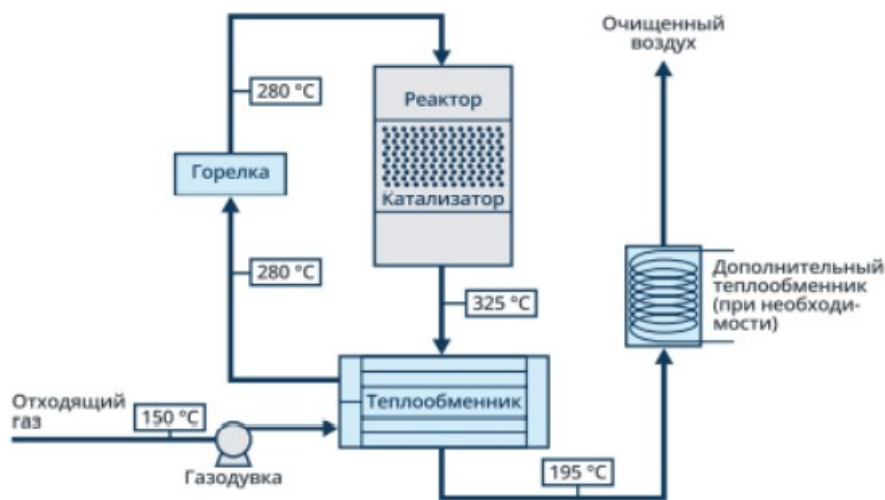 Очищенный
воздух
280 °C
Реактор
Горелка
Катализатор
280 °C
325 °C
Дополнительный
теплообменник
(при необходи-
мости)
Отходящий
газ
150 °C
Теплообменник
Газодувка
195 °C